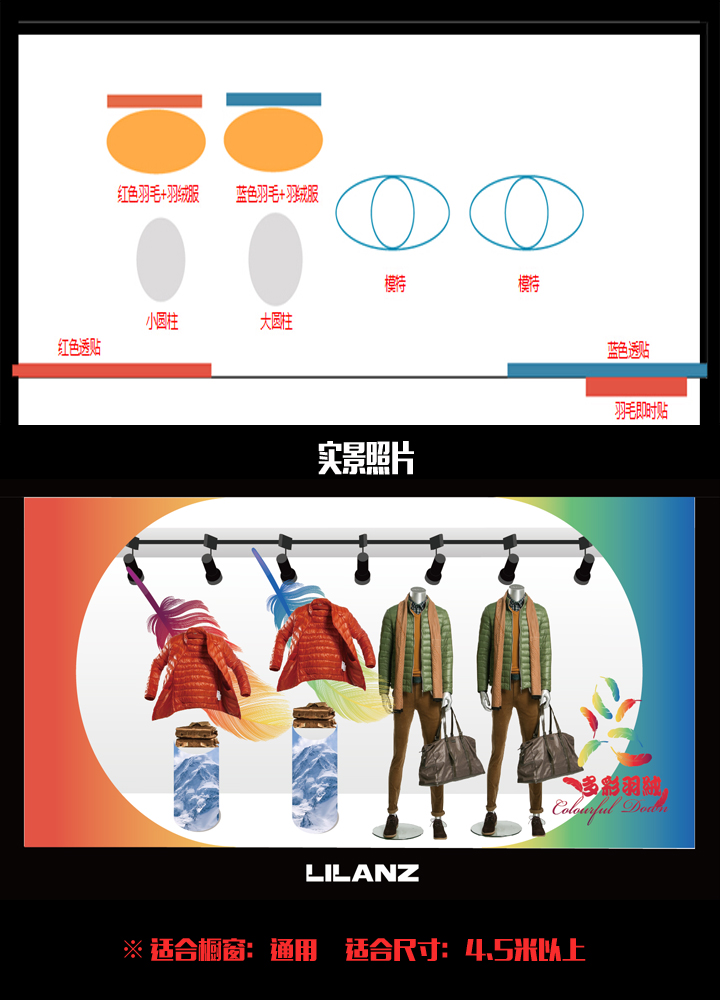 红色羽毛+羽绒服
蓝色羽毛+羽绒服
模特
模特
小圆柱
大圆柱
红色透贴
蓝色透贴
羽毛即时贴
实景照片
多彩羽絨
Colourful Down
LILANZ
※ 适合橱窗：通用 适合尺寸：4.5米以上